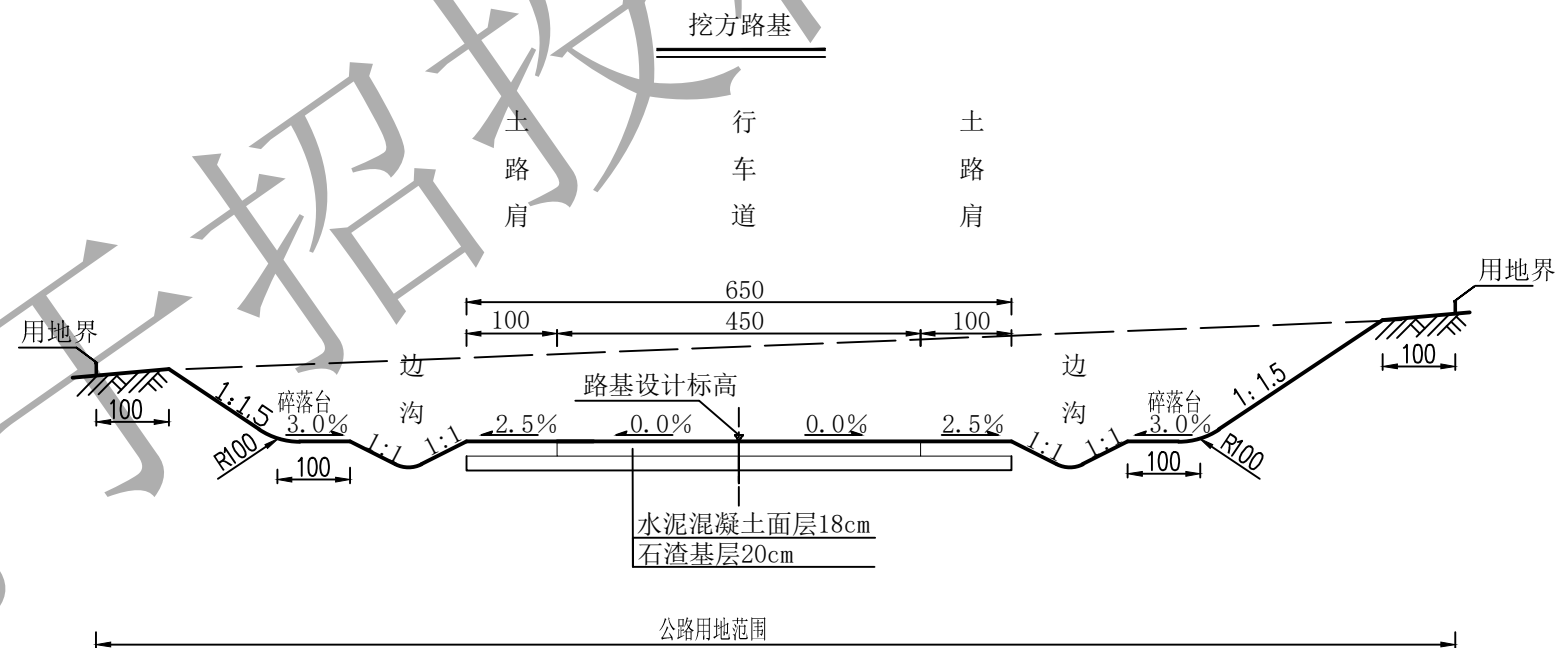 挖方路基
土路肩
行车道
土路肩
650
100
450
100
用地界
用地界
边沟
边沟
路基设计标高
100
1:1.5
碎落台
3.0%
1:1
1:1
2.5%
0.0%
0.0%
2.5%
1:1
1:1
碎落台
3.0%
1:1.5
100
R100
100
100
R100
水泥混凝土面层18cm
石渣基层20cm
公路用地范围
于招投